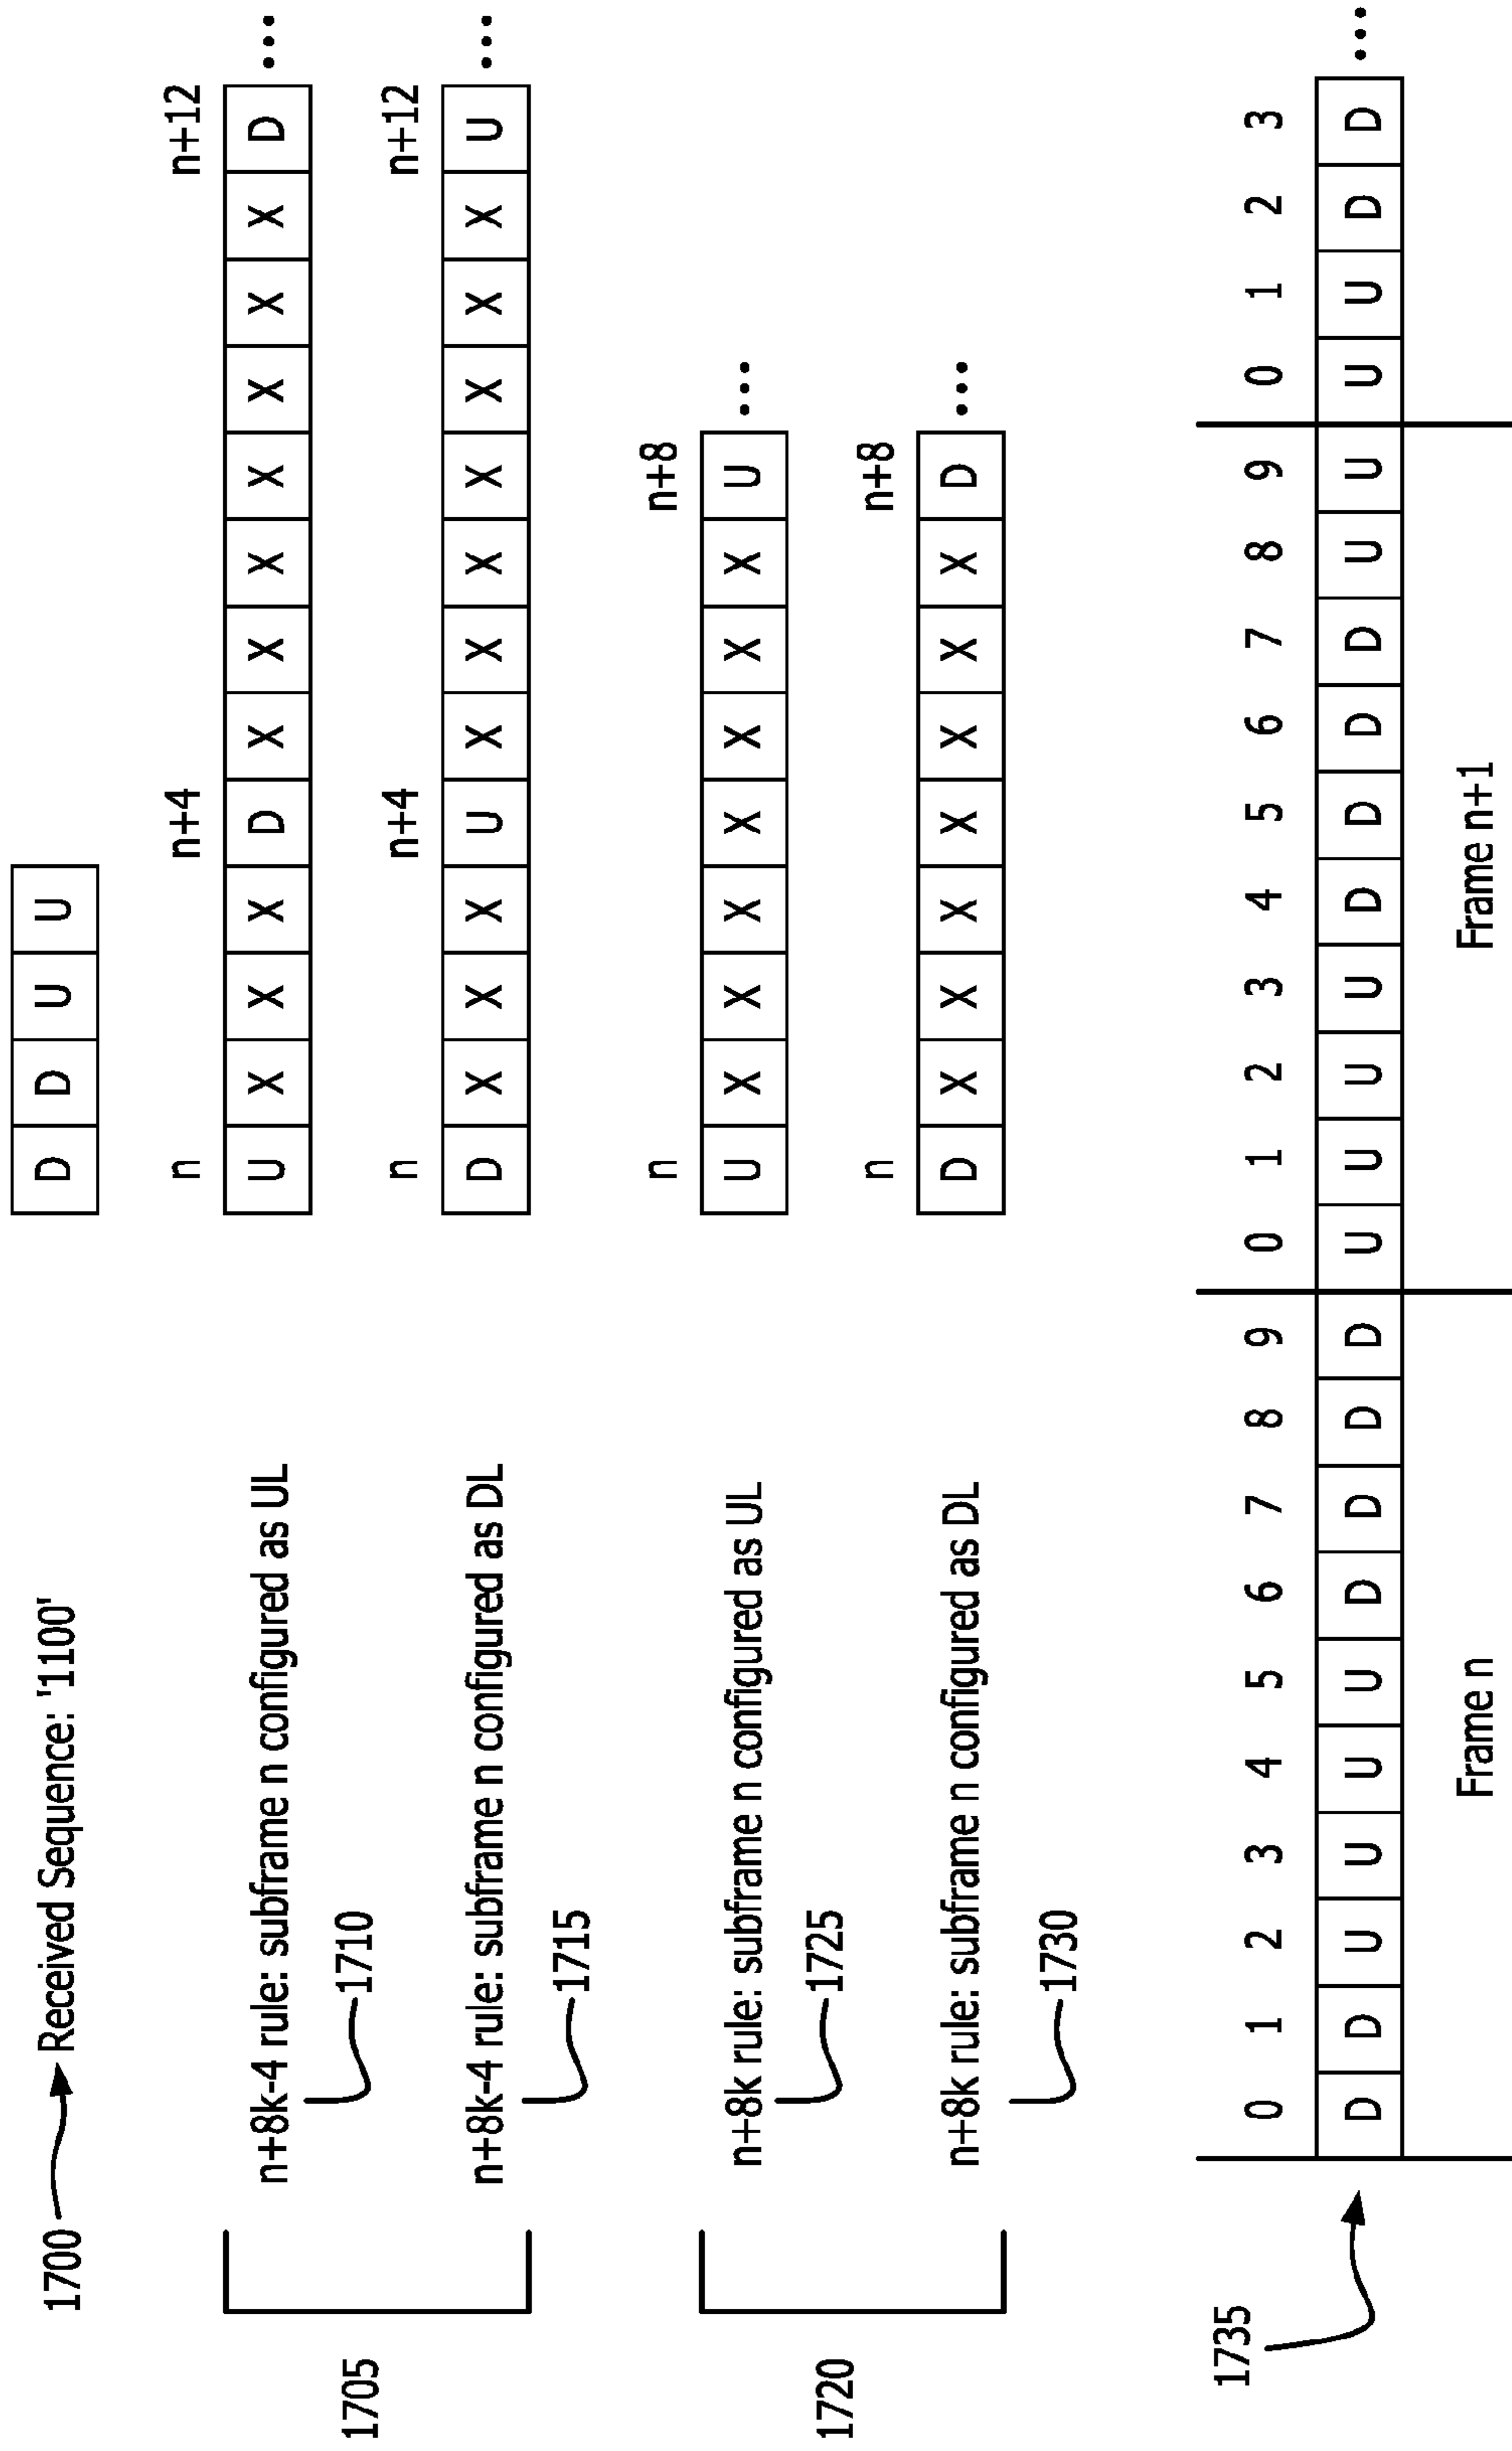 1700 Received Sequence: '1100' D D U U
n n+4 n+12
n+8k-4 rule: subframe n configured as UL U X X X D X X X X X X X D ...
1710
n n+4 n+12
n+8k-4 rule: subframe n configured as DL D X X X U X X X X X X X U ...
1715
1705
n n+8
n+8k rule: subframe n configured as UL U X X X X X X X U ...
1725
n n+8
n+8k rule: subframe n configured as DL D X X X X X X X D ...
1730
1720
0 1 2 3 4 5 6 7 8 9 0 1 2 3 4 5 6 7 8 9 0 1 2 3
1735 D D U U U U D D D D U U U U D D D D U U U U D D ...
Frame n Frame n+1